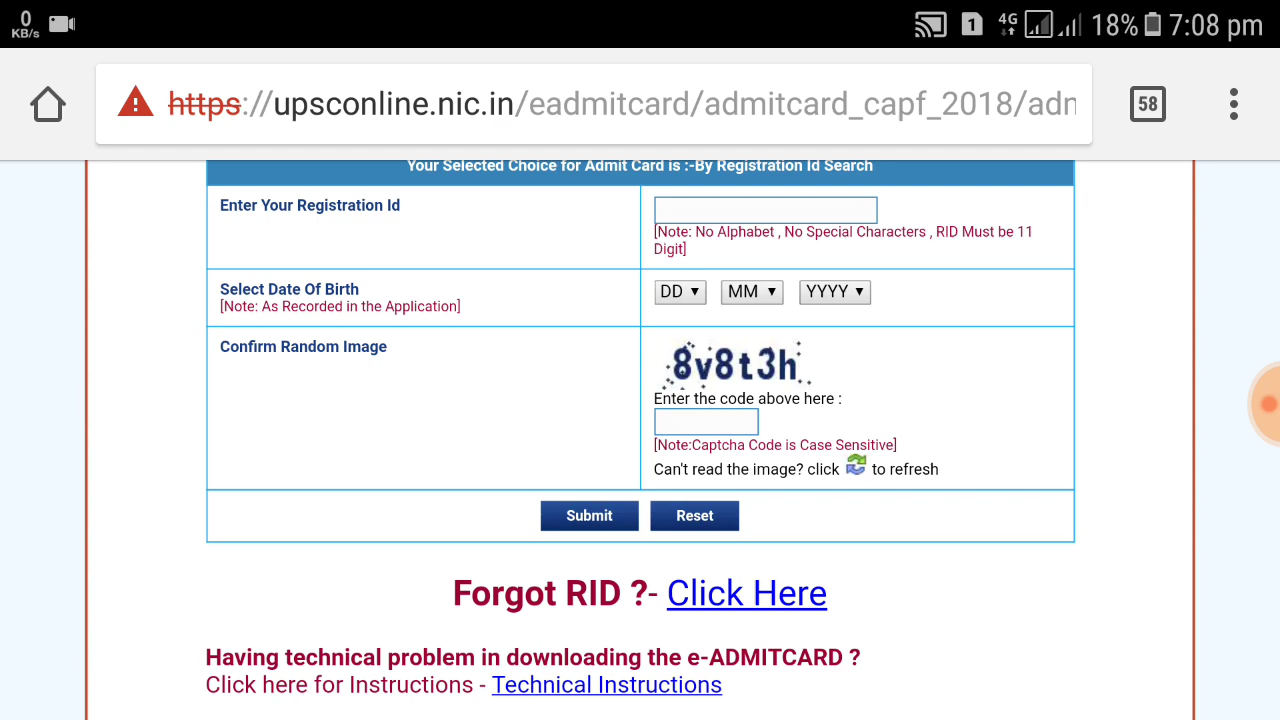 0
KB/s
1
4G
18%
7:08 pm
https://upsconline.nic.in/eadmitcard/admitcard_capf_2018/adm
58
Your Selected Choice for Admit Card is :-By Registration Id Search
Enter Your Registration Id
[Note: No Alphabet , No Special Characters , RID Must be 11
Digit]
Select Date Of Birth
[Note: As Recorded in the Application]
DD MM YYYY
Confirm Random Image
8v8t3h
Enter the code above here :
[Note:Captcha Code is Case Sensitive]
Can't read the image? click to refresh
Submit Reset
Forgot RID ?- Click Here
Having technical problem in downloading the e-ADMITCARD ?
Click here for Instructions - Technical Instructions